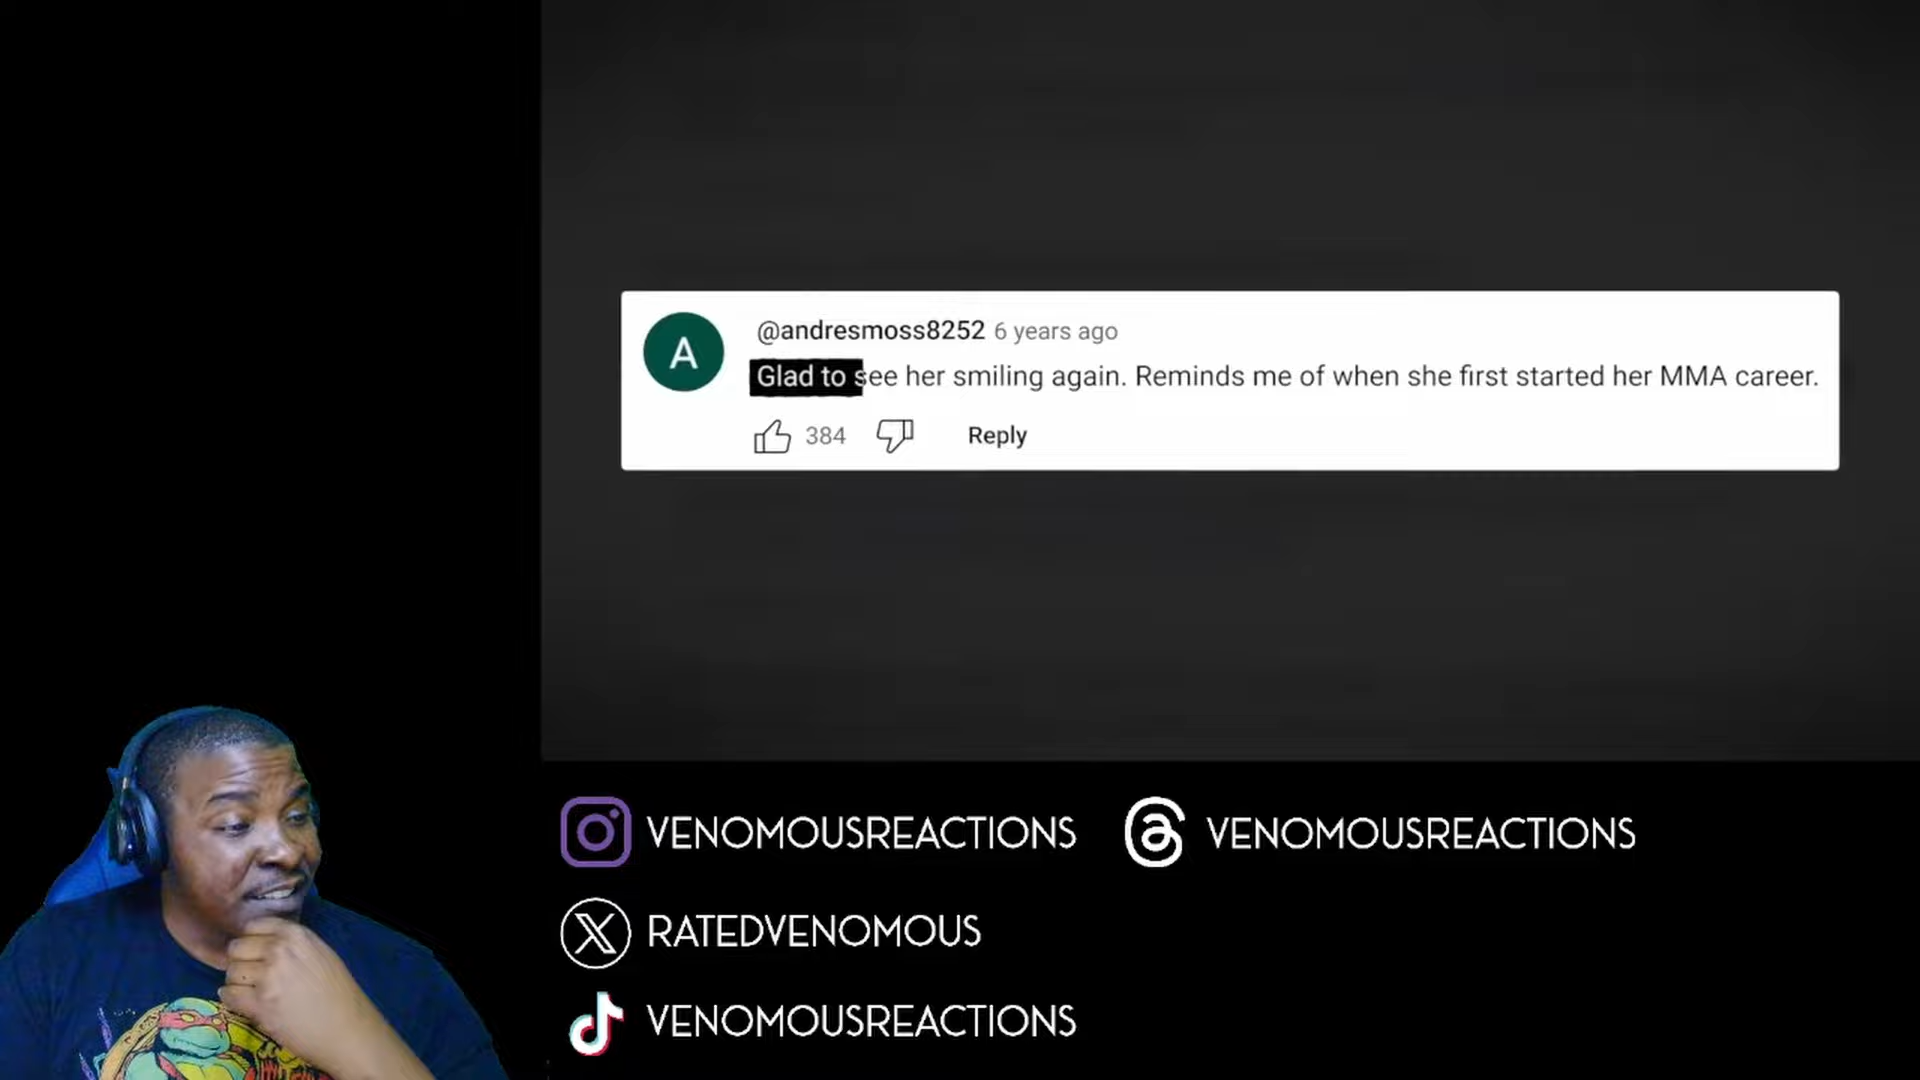 @andresmoss8252 6 years ago
Glad to see her smiling again. Reminds me of when she first started her MMA career.
384 Reply
VENOMOUSREACTIONS VENOMOUSREACTIONS
RATEDVENOMOUS
VENOMOUSREACTIONS